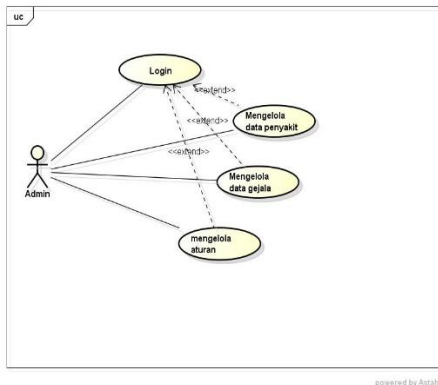 uc
Login
<<extend>>
Mengelola
data penyakit
<<extend>>
<<extend>>
Mengelola
data gejala
Admin
mengelola
aturan
powered by Astah